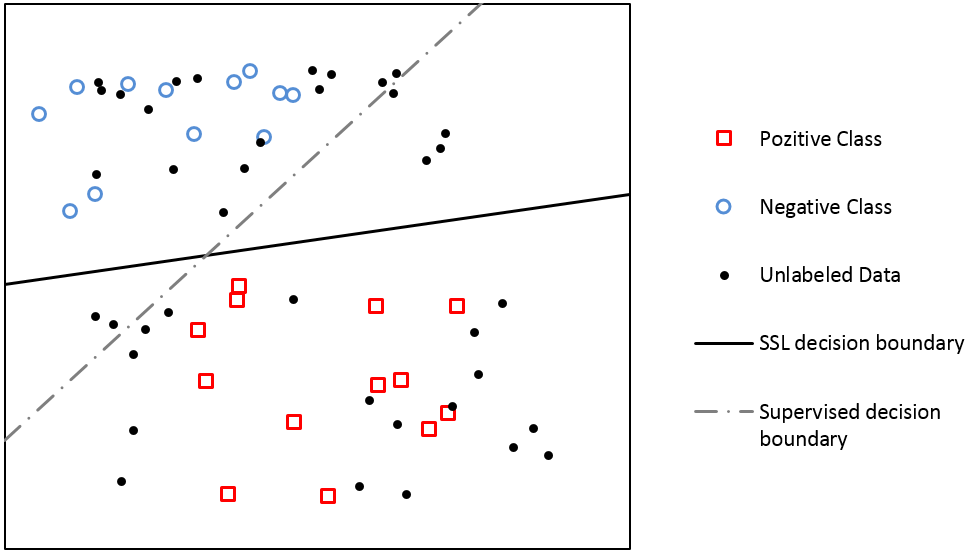 Pozitive Class
Negative Class
Unlabeled Data
SSL decision boundary
Supervised decision
boundary